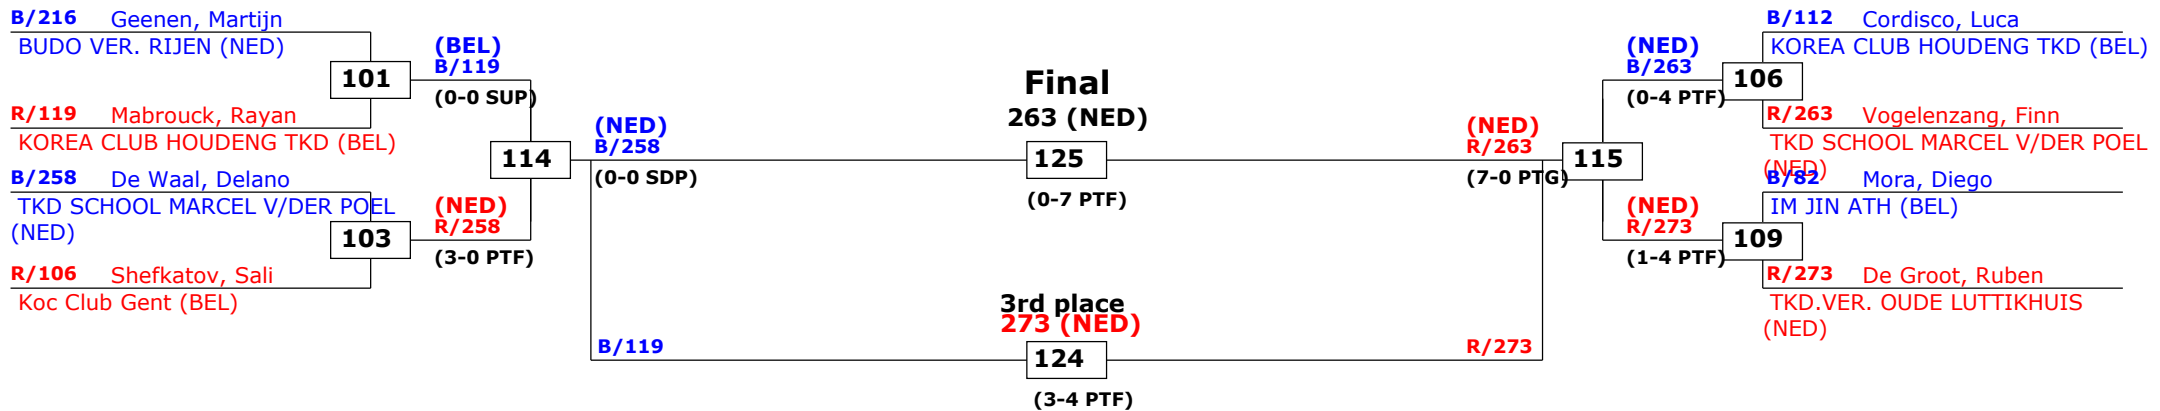 B/216 Geenen, Martijn
BUDO VER. RIJEN (NED)
101
R/119 Mabrouck, Rayan
KOREA CLUB HOUDENG TKD (BEL)
B/258 De Waal, Delano
TKD SCHOOL MARCEL V/DER POEL
(NED)
103
R/106 Shefkatov, Sali
Koc Club Gent (BEL)
(BEL)
B/119
(0-0 SUP)
114
(NED)
R/258
(3-0 PTF)
(NED)
B/258
(0-0 SDP)
B/119
Final
263 (NED)
125
(0-7 PTF)
3rd place
273 (NED)
124
(3-4 PTF)
(NED)
R/263
(7-0 PTG)
R/273
115
(NED)
B/263
(0-4 PTF)
(NED)
R/273
(1-4 PTF)
B/112 Cordisco, Luca
KOREA CLUB HOUDENG TKD (BEL)
106
R/263 Vogelenzang, Finn
TKD SCHOOL MARCEL V/DER POEL
(NED)
B/82 Mora, Diego
IM JIN ATH (BEL)
109
R/273 De Groot, Ruben
TKD.VER. OUDE LUTTIKHUIS
(NED)